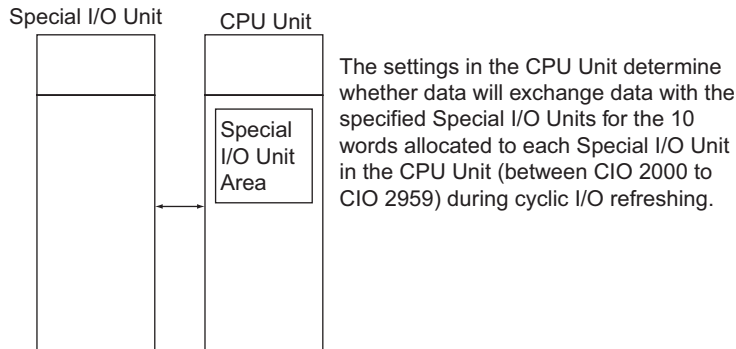 Special I/O Unit
CPU Unit
Special
I/O Unit
Area
The settings in the CPU Unit determine
whether data will exchange data with the
specified Special I/O Units for the 10
words allocated to each Special I/O Unit
in the CPU Unit (between CIO 2000 to
CIO 2959) during cyclic I/O refreshing.